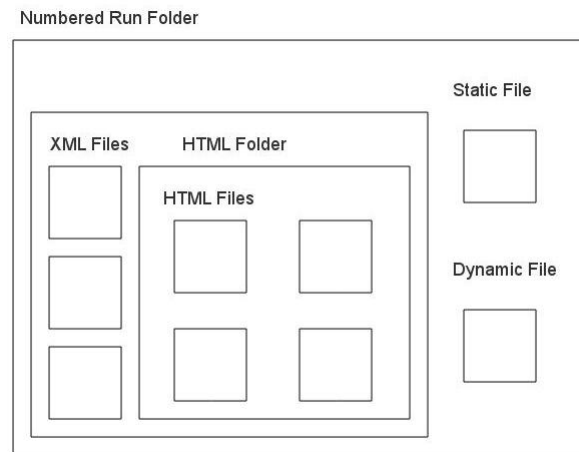 Numbered Run Folder
Static File
XML Files
HTML Folder
HTML Files
Dynamic File